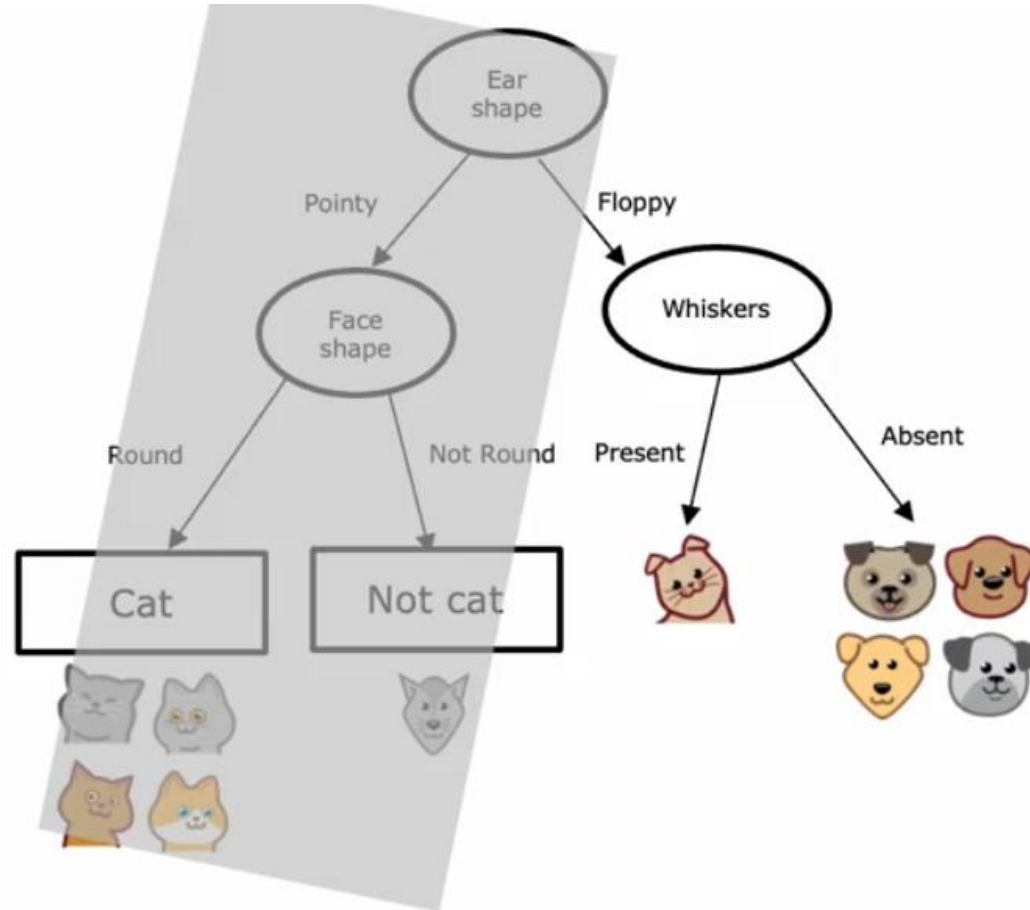 Ear
shape
Pointy
Floppy
Face
shape
Whiskers
Round
Not Round
Present
Absent
Cat
Not cat